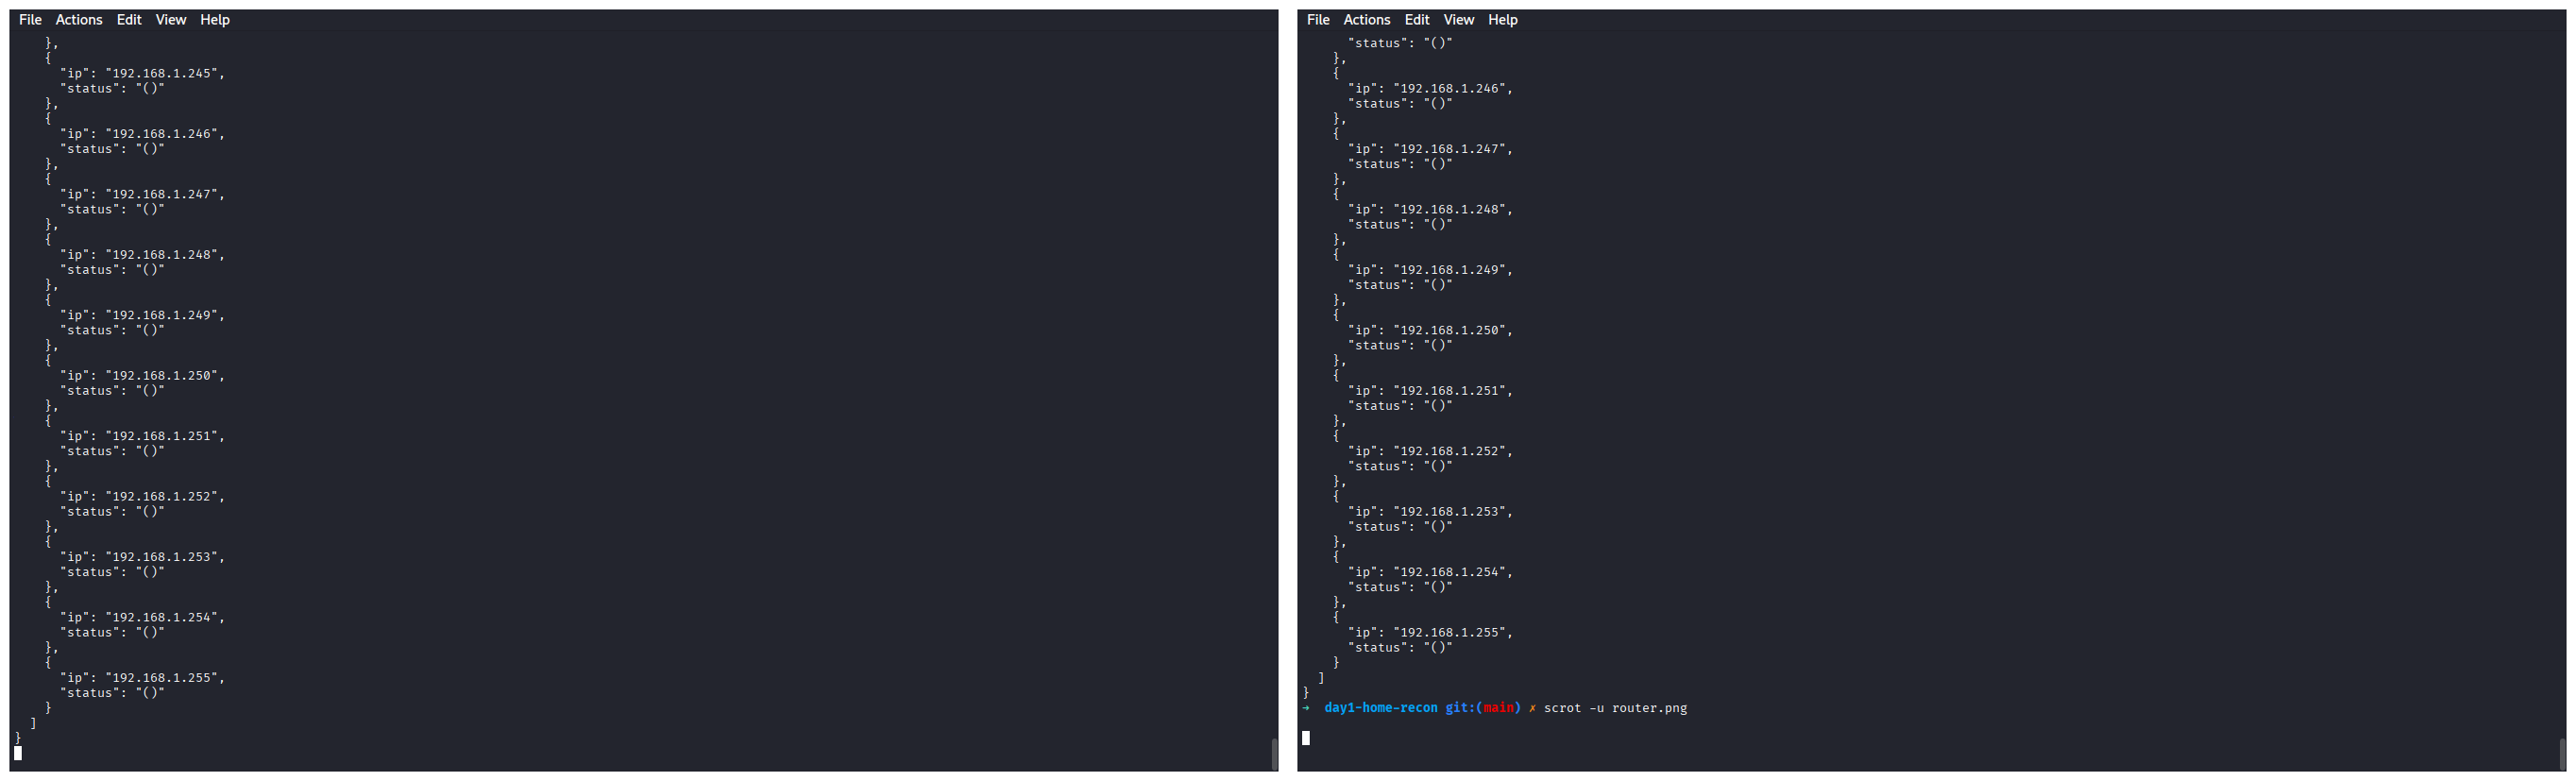 File Actions Edit View Help
},
{
"ip": "192.168.1.245",
"status": "()"
},
{
"ip": "192.168.1.246",
"status": "()"
},
{
"ip": "192.168.1.247",
"status": "()"
},
{
"ip": "192.168.1.248",
"status": "()"
},
{
"ip": "192.168.1.249",
"status": "()"
},
{
"ip": "192.168.1.250",
"status": "()"
},
{
"ip": "192.168.1.251",
"status": "()"
},
{
"ip": "192.168.1.252",
"status": "()"
},
{
"ip": "192.168.1.253",
"status": "()"
},
{
"ip": "192.168.1.254",
"status": "()"
},
{
"ip": "192.168.1.255",
"status": "()"
}
]
}
File Actions Edit View Help
"status": "()"
},
{
"ip": "192.168.1.246",
"status": "()"
},
{
"ip": "192.168.1.247",
"status": "()"
},
{
"ip": "192.168.1.248",
"status": "()"
},
{
"ip": "192.168.1.249",
"status": "()"
},
{
"ip": "192.168.1.250",
"status": "()"
},
{
"ip": "192.168.1.251",
"status": "()"
},
{
"ip": "192.168.1.252",
"status": "()"
},
{
"ip": "192.168.1.253",
"status": "()"
},
{
"ip": "192.168.1.254",
"status": "()"
},
{
"ip": "192.168.1.255",
"status": "()"
}
]
}
→ day1-home-recon git:(main) ✗ scrot -u router.png